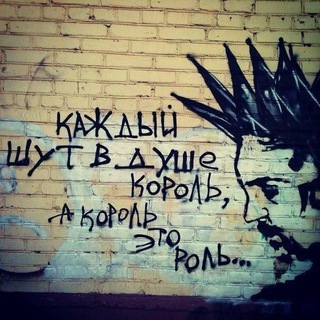 КАЖДЫЙ
ШУТ В ДУШЕ
КОРОЛЬ,
А КОРОЛЬ
ЭТО
РОЛЬ...